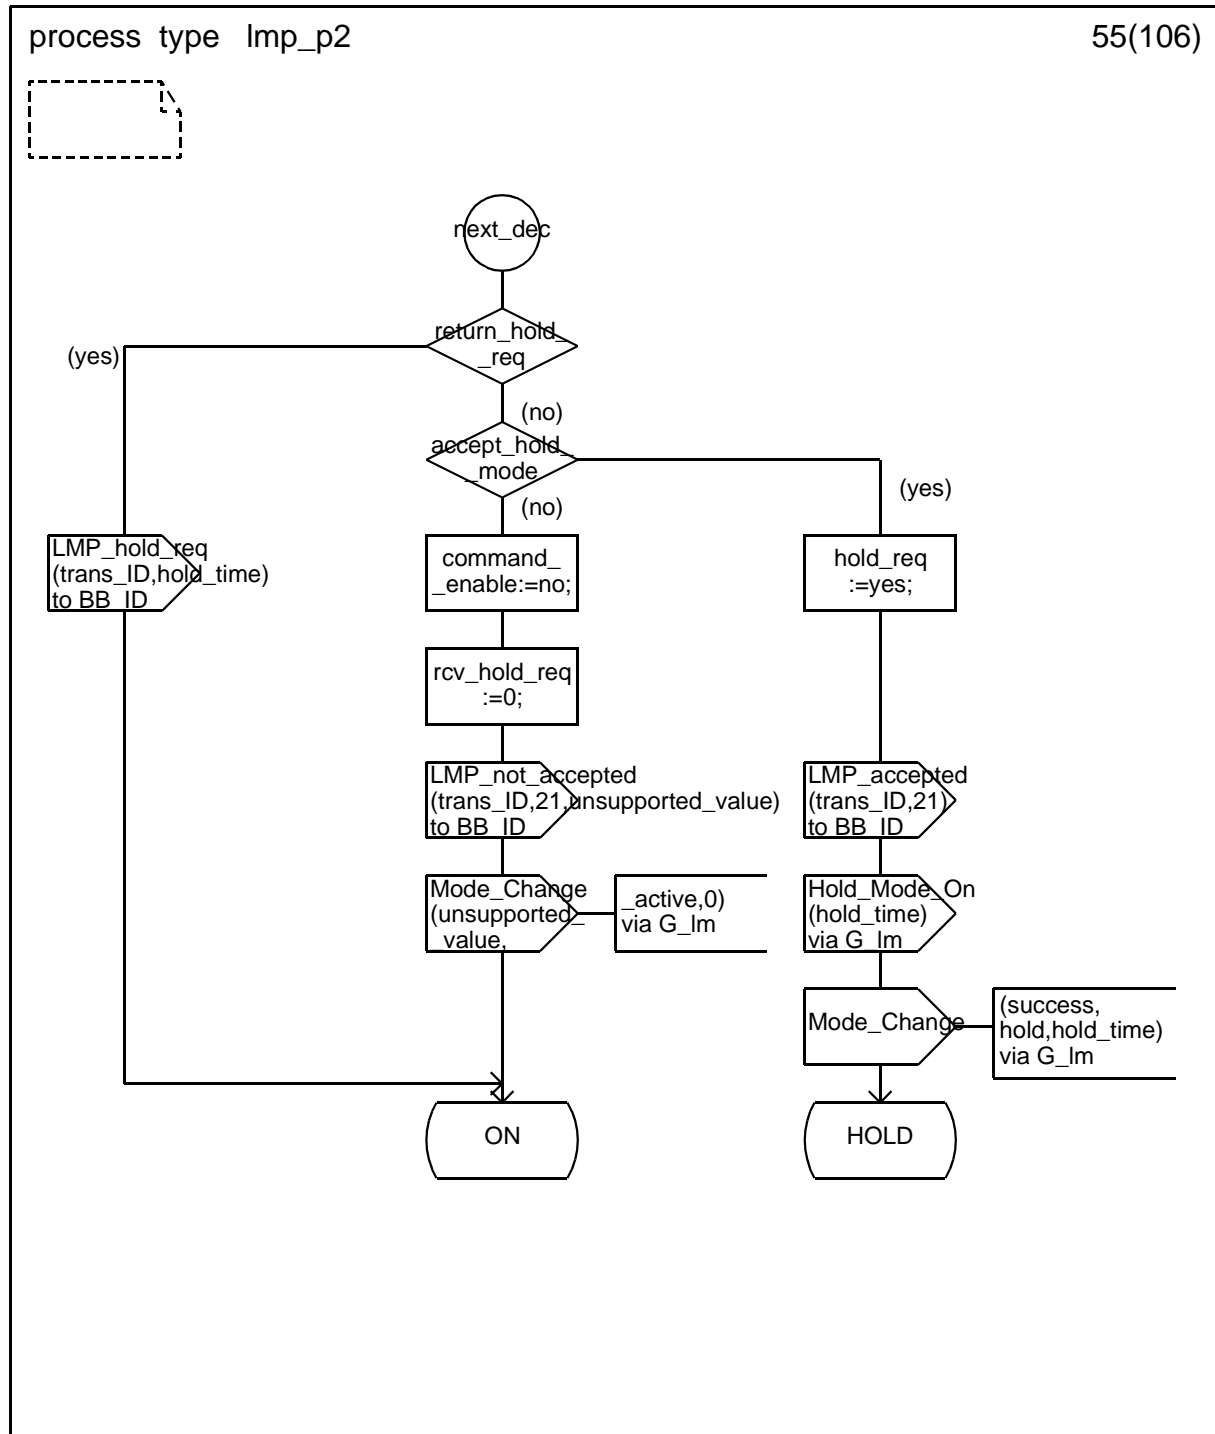 process type lmp_p2
55(106)
next_dec
return_hold_
_req
(yes)
(no)
accept_hold_
_mode
(no)
(yes)
LMP_hold_req
(trans_ID,hold_time)
to BB_ID
command_
_enable:=no;
hold_req
:=yes;
rcv_hold_req
:=0;
LMP_not_accepted
(trans_ID,21,unsupported_value)
to BB_ID
LMP_accepted
(trans_ID,21)
to BB_ID
Mode_Change
(unsupported_
_value,
_active,0)
via G_lm
Hold_Mode_On
(hold_time)
via G_lm
Mode_Change
(success,
hold,hold_time)
via G_lm
ON
HOLD